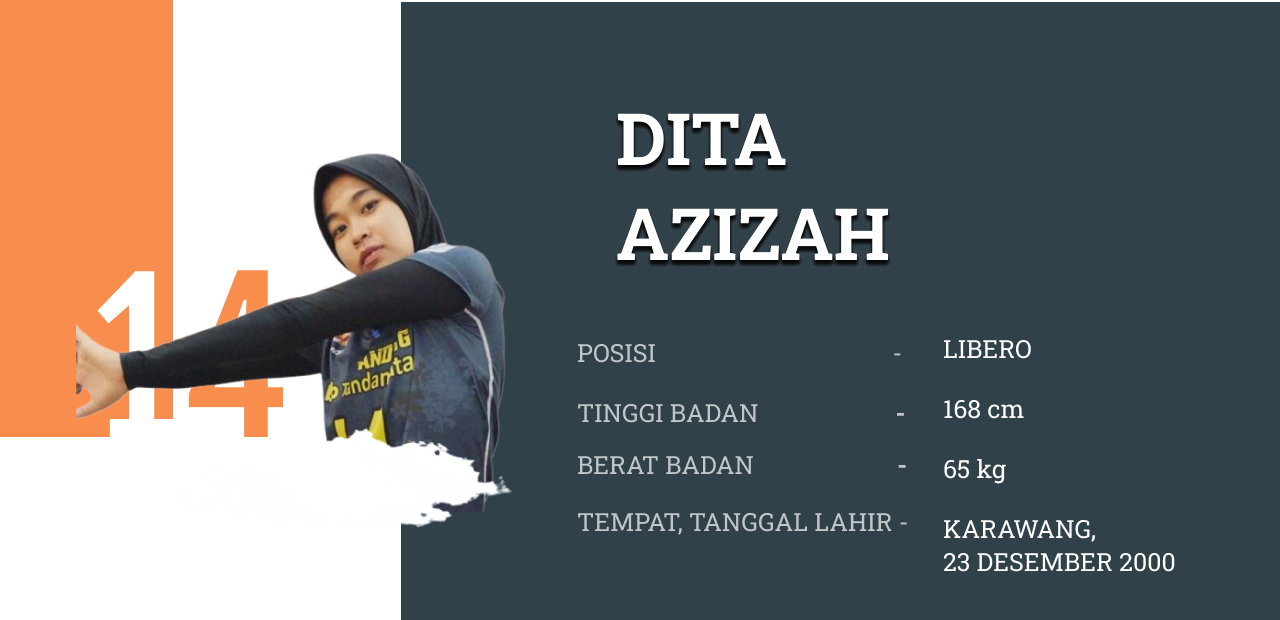 14
DITA
AZIZAH
POSISI - LIBERO
TINGGI BADAN - 168 cm
BERAT BADAN - 65 kg
TEMPAT, TANGGAL LAHIR - KARAWANG,
23 DESEMBER 2000